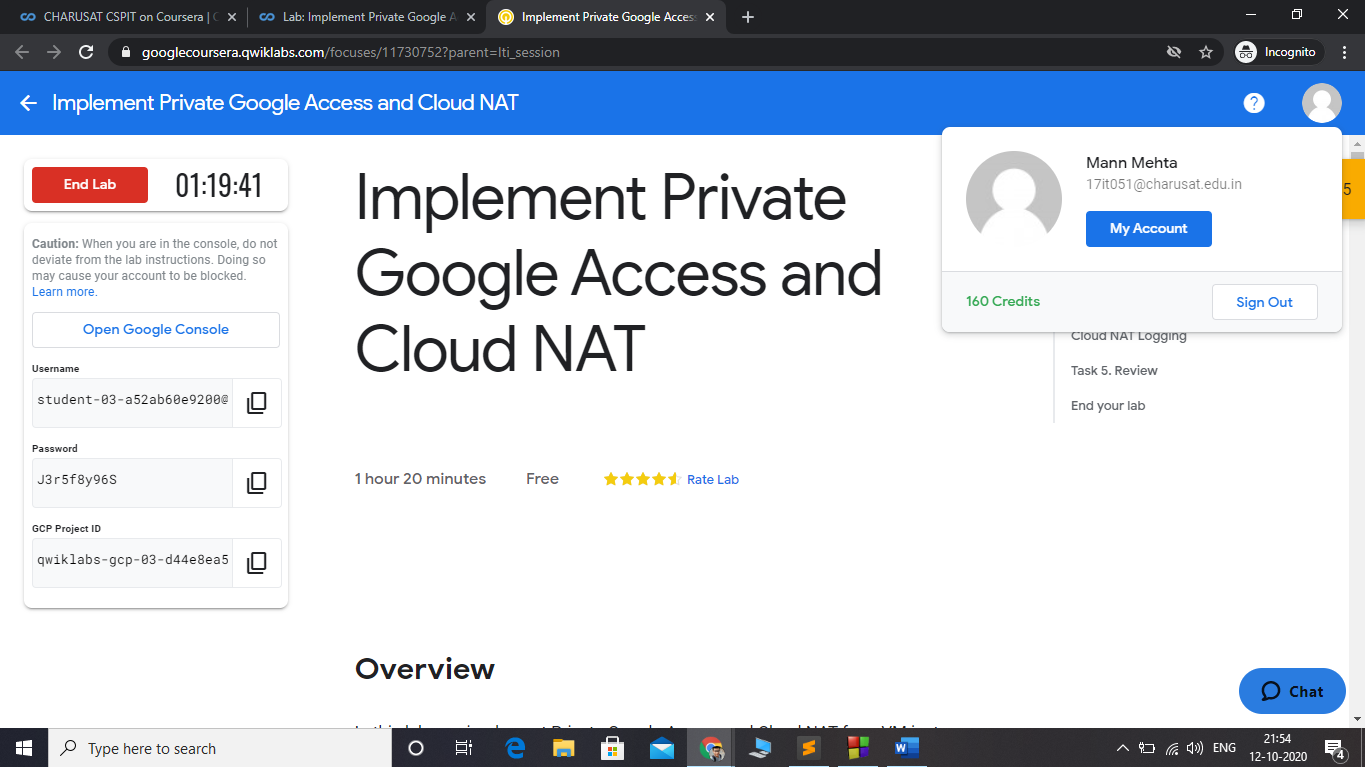 CHARUSAT CSPIT on Coursera |
Lab: Implement Private Google A
Implement Private Google Acces
googlecoursera.qwiklabs.com/focuses/11730752?parent=lti_session
Incognito
Implement Private Google Access and Cloud NAT
?
End Lab
01:19:41
Caution: When you are in the console, do not
deviate from the lab instructions. Doing so
may cause your account to be blocked.
Learn more.
Open Google Console
Username
student-03-a52ab60e9200@
Password
J3r5f8y96S
GCP Project ID
qwiklabs-gcp-03-d44e8ea5
Implement Private
Google Access and
Cloud NAT
1 hour 20 minutes
Free
Rate Lab
Overview
Mann Mehta
17it051@charusat.edu.in
My Account
160 Credits
Sign Out
5
Cloud NAT Logging
Task 5. Review
End your lab
Chat
Type here to search
ENG
21:54
12-10-2020
4